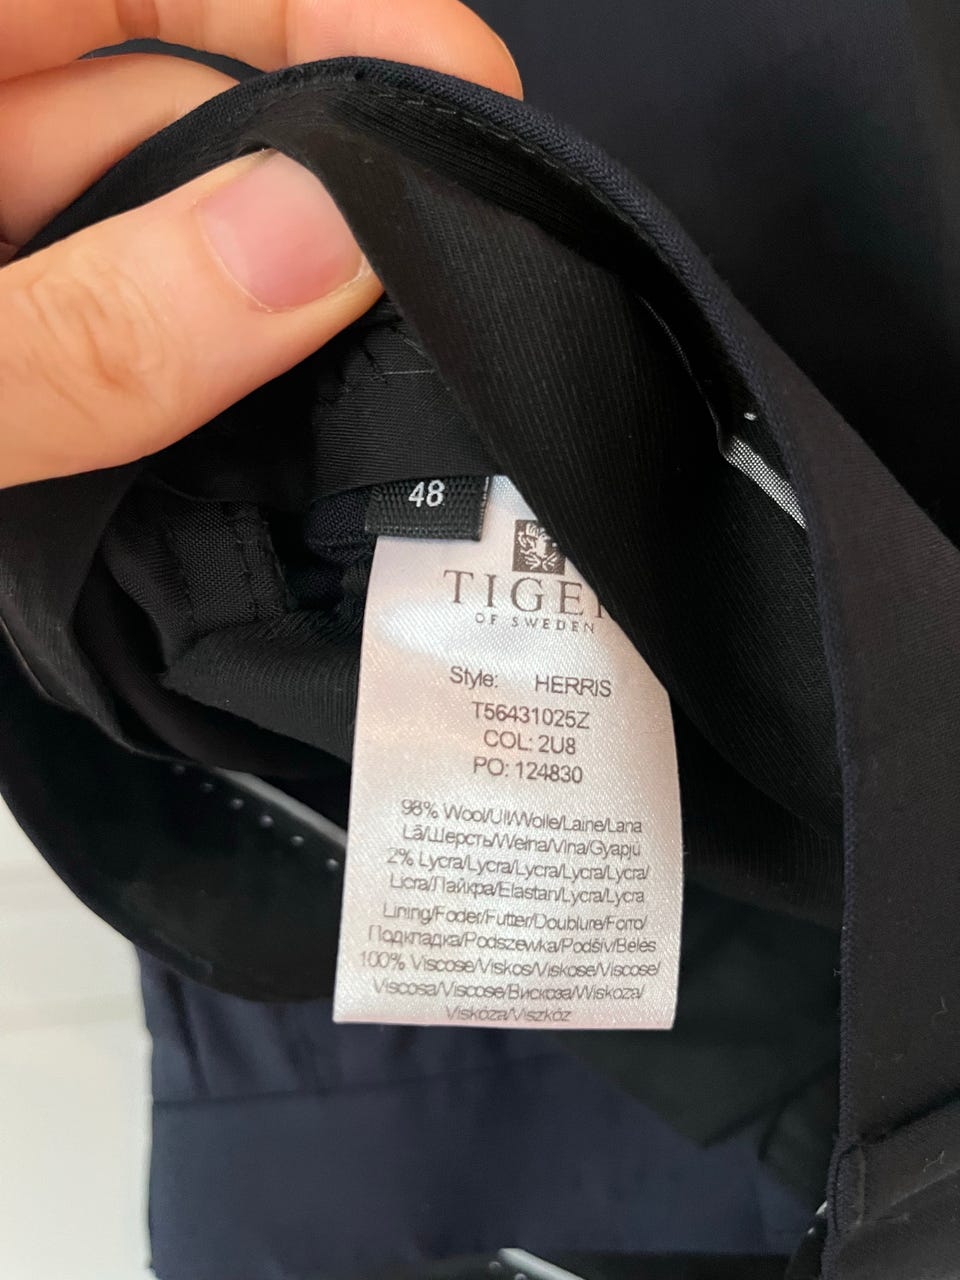 48
TIGER
OF SWEDEN
Style: HERRIS
T56431025Z
COL: 2U8
PO: 124830
98% Wool/Ull/Wolle/Laine/Lana
Lã/Шерсть/Wełna/Vlna/Gyapjú
2% Lycra/Lycra/Lycra/Lycra/Lycra/
Licra/Лайкра/Elastan/Lycra/Lycra
Lining/Foder/Futter/Doublure/Forro/
Подкладка/Podszewka/Podšív/Bélés
100% Viscose/Viskos/Viskose/Viscose/
Viscosa/Viscose/Вискоза/Wiskoza/
Viskóza/Viszkóz